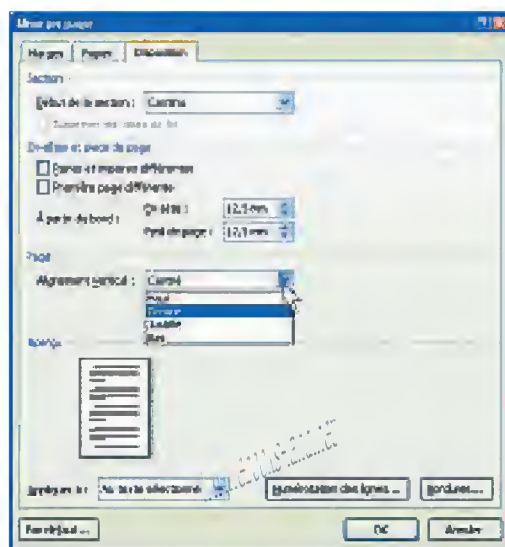 Mise en page
Marges Papier Disposition
Section
Début de la section : Continu
En-têtes et pieds de page
Paires et impaires différentes
Première page différente
À partir du bord : En-tête : 12,5 mm
Pied de page : 12,5 mm
Page
Alignement vertical : Centré
Haut
Centré
Justifié
Bas
Aperçu
Appliquer à : Au texte sélectionné Numérotation des lignes... Bordures...
Par défaut... OK Annuler